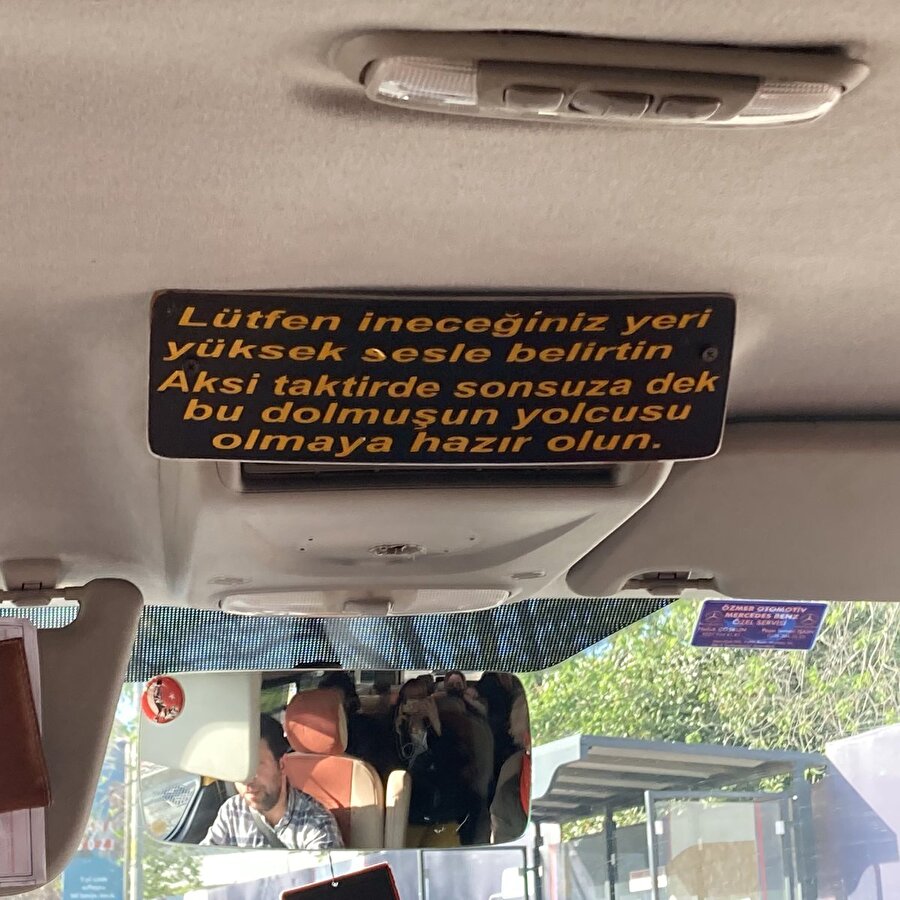 Lütfen ineceğiniz yeri
yüksek sesle belirtin
Aksi taktirde sonsuza dek
bu dolmuşun yolcusu
olmaya hazır olun.
ÖZMER OTOMOTİV
MERCEDES BENZ
ÖZEL SERVİSİ